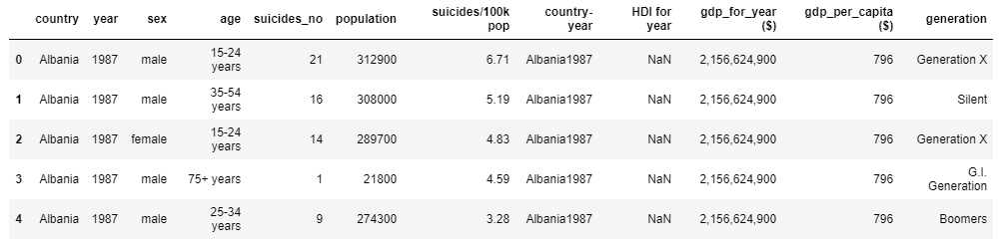 country year sex age suicides_no population suicides/100k pop country-year HDI for year gdp_for_year ($) gdp_per_capita ($) generation
0 Albania 1987 male 15-24 years 21 312900 6.71 Albania1987 NaN 2,156,624,900 796 Generation X
1 Albania 1987 male 35-54 years 16 308000 5.19 Albania1987 NaN 2,156,624,900 796 Silent
2 Albania 1987 female 15-24 years 14 289700 4.83 Albania1987 NaN 2,156,624,900 796 Generation X
3 Albania 1987 male 75+ years 1 21800 4.59 Albania1987 NaN 2,156,624,900 796 G.I. Generation
4 Albania 1987 male 25-34 years 9 274300 3.28 Albania1987 NaN 2,156,624,900 796 Boomers